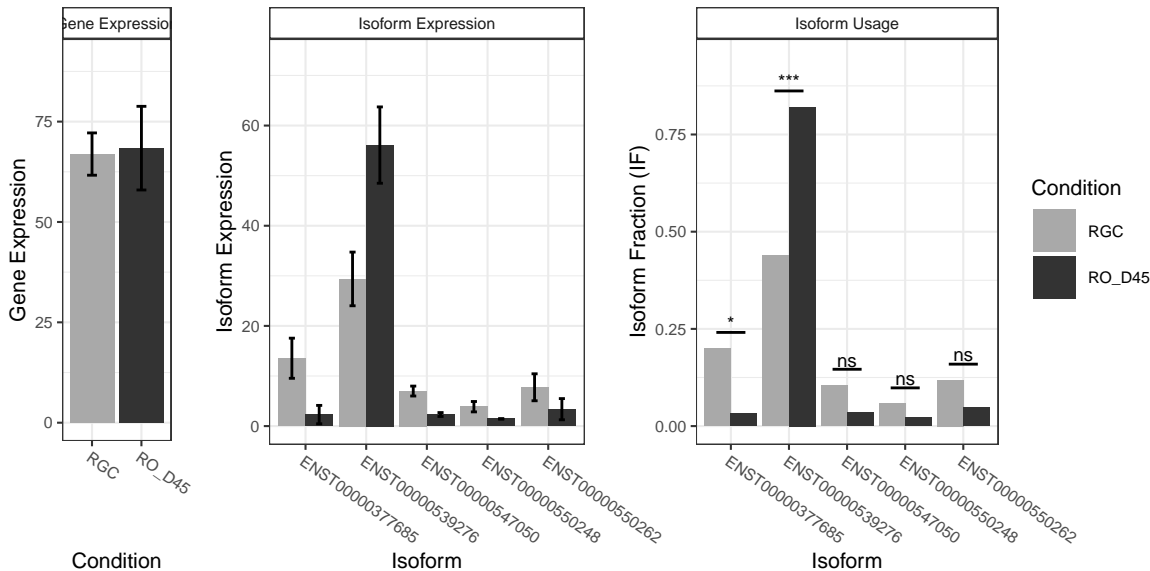 Gene Expression
Isoform Expression
Isoform Usage
Gene Expression
75
50
25
0
RGC
RO_D45
Condition
Isoform Expression
60
40
20
0
ENST00000377685
ENST00000539276
ENST00000547050
ENST00000550248
ENST00000550262
Isoform
Isoform Fraction (IF)
0.75
0.50
0.25
0.00
*
***
ns
ns
ns
ENST00000377685
ENST00000539276
ENST00000547050
ENST00000550248
ENST00000550262
Isoform
Condition
RGC
RO_D45